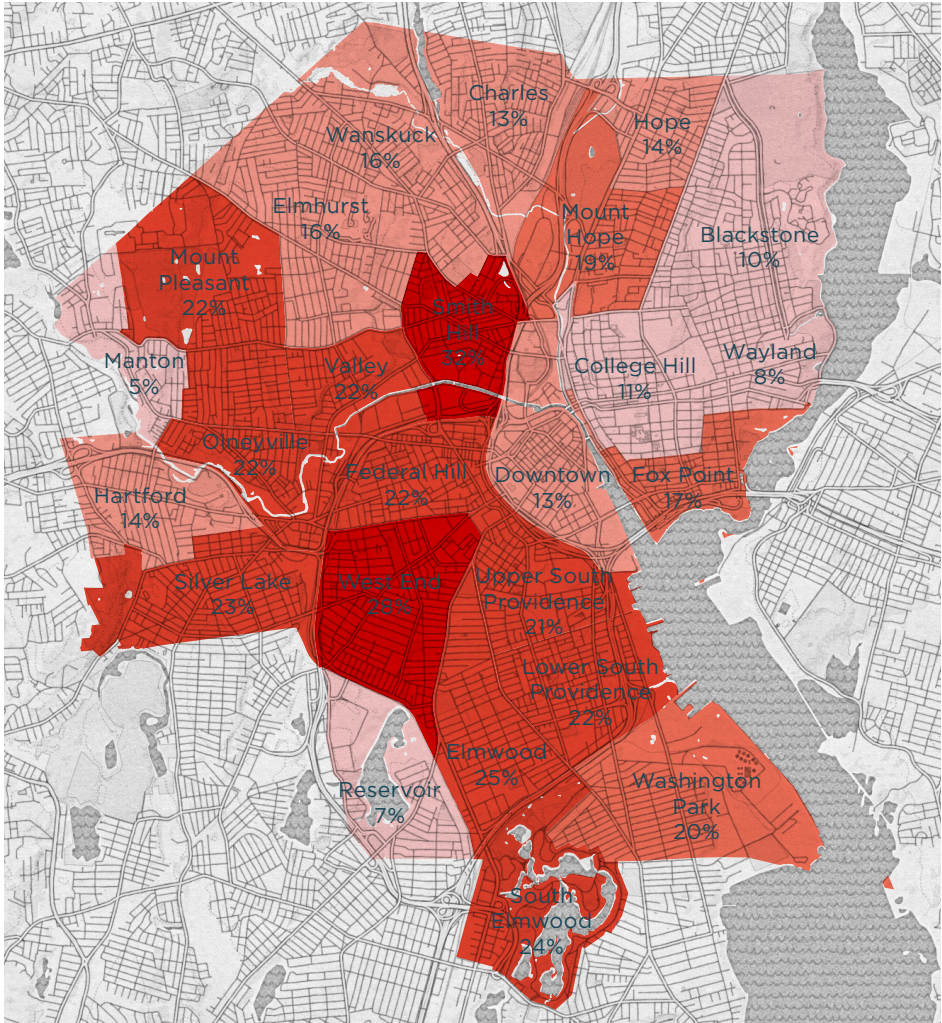 Charles
13%
Hope
14%
Wanskuck
16%
Elmhurst
16%
Mount
Hope
19%
Blackstone
10%
Mount
Pleasant
22%
Smith
Hill
32%
Manton
5%
Valley
22%
College Hill
11%
Wayland
8%
Olneyville
22%
Federal Hill
22%
Downtown
13%
Fox Point
17%
Hartford
14%
Silver Lake
23%
West End
28%
Upper South
Providence
21%
Lower South
Providence
22%
Elmwood
25%
Reservoir
7%
Washington
Park
20%
South
Elmwood
24%